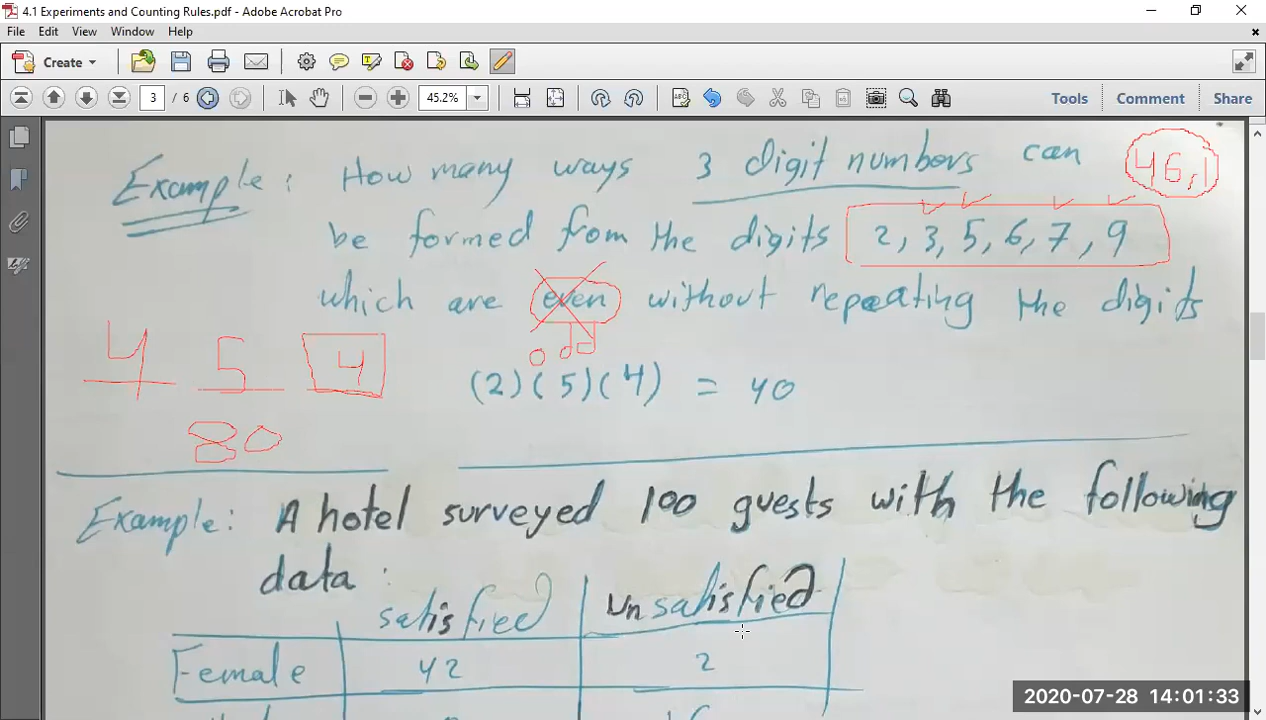 4.1 Experiments and Counting Rules.pdf - Adobe Acrobat Pro
File Edit View Window Help
Create
3 / 6 45.2% Tools Comment Share
Example: How many ways 3 digit numbers can 46,1
be formed from the digits 2, 3, 5, 6, 7, 9
which are even without repeating the digits
4 5 4 (2)(5)(4) = 40
80
Example: A hotel surveyed 100 guests with the following
data:
satisfied unsatisfied
Female 42 2
2020-07-28 14:01:33